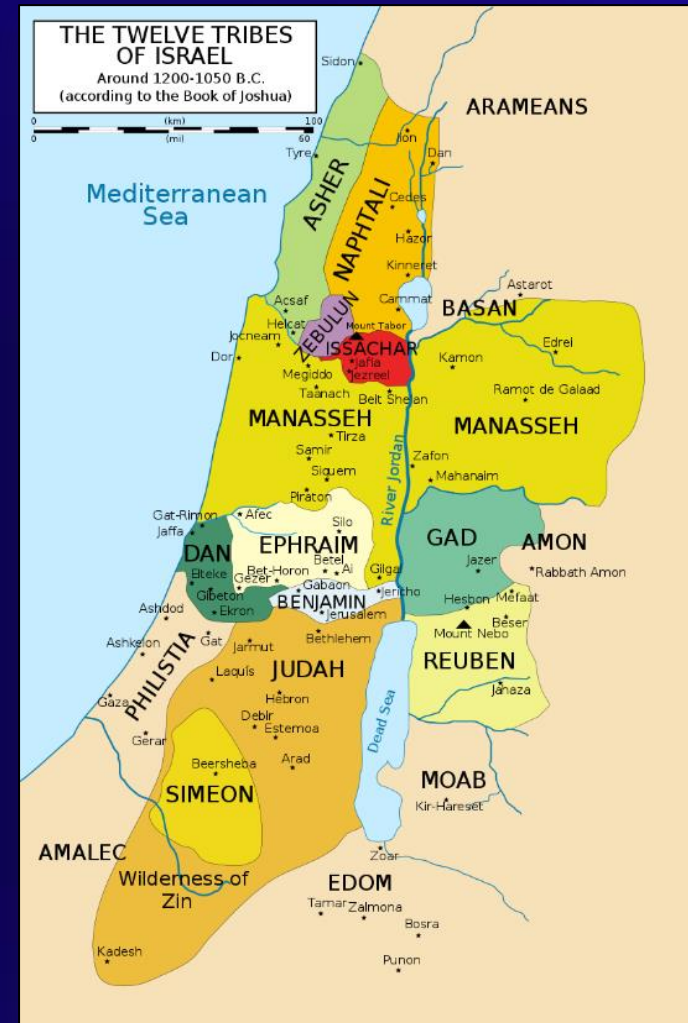 THE TWELVE TRIBES
OF ISRAEL
Around 1200-1050 B.C.
(according to the Book of Joshua)
0 (km) 100
(mi) 60
Sidon
ARAMEANS
Ijon
Tyre
Dan
ASHER
Mediterranean
Sea
NAPHTALI
Cedes
Hazor
Kinneret
Astarot
Acsaf
Gammat
BASAN
Helcat
ZEBULUN
Mount Tabor
Jocneam
ISSACHAR
Edrei
Dor
Jafia
Kamon
Megiddo
Jezreel
Taanach
Beit Shean
Ramot de Galaad
MANASSEH
MANASSEH
Tirza
Samir
Zafon
Siquem
Mahanaim
Piraton
River Jordan
Gat-Rimon
Afec
Silo
Jaffa
DAN
EPHRAIM
GAD
AMON
Betel
Elteke
Bet-Horon
Ai
Jazer
Rabbath Amon
Gezer
Gilgal
Gibeton
Gabaon
Jericho
Mefaat
BENJAMIN
Hesbon
Ashdod
Ekron
Jerusalem
Beser
Mount Nebo
Ashkelon
Gat
Jarmut
Bethlehem
REUBEN
PHILISTIA
Laquís
JUDAH
Jahaza
Gaza
Hebron
Dead Sea
Debir
Estemoa
Gerar
Beersheba
Arad
MOAB
SIMEON
Kir-Hareset
AMALEC
Zoar
Wilderness of
Zin
EDOM
Tamar
Zalmona
Bosra
Kadesh
Punon